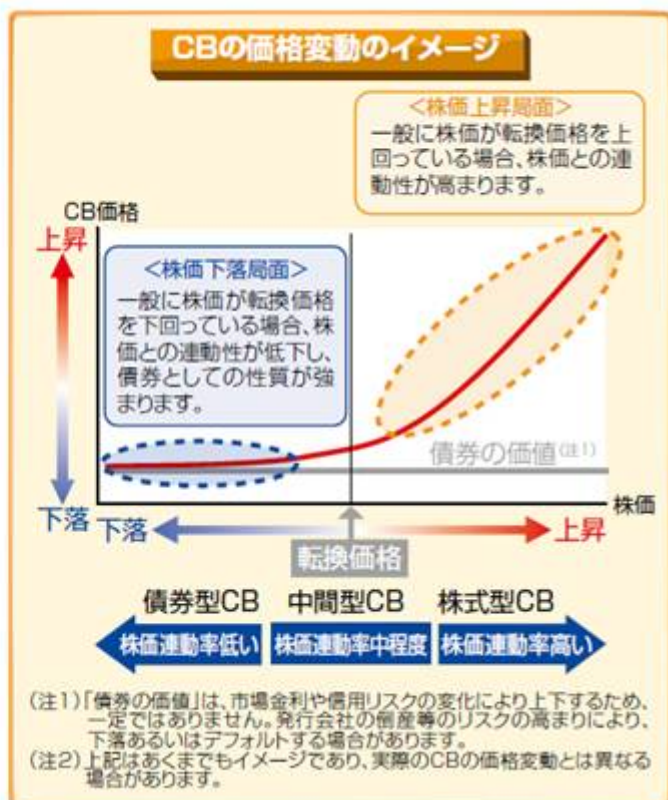 CBの価格変動のイメージ
＜株価上昇局面＞
一般に株価が転換価格を上
回っている場合、株価との連
動性が高まります。
CB価格
上昇
＜株価下落局面＞
一般に株価が転換価格
を下回っている場合、株
価との連動性が低下し、
債券としての性質が強
まります。
債券の価値(注1)
株価
下落
下落
上昇
転換価格
債券型CB 中間型CB 株式型CB
株価連動率低い 株価連動率中程度 株価連動率高い
(注1)「債券の価値」は、市場金利や信用リスクの変化により上下するため、
一定ではありません。発行会社の倒産等のリスクの高まりにより、
下落あるいはデフォルトする場合があります。
(注2)上記はあくまでもイメージであり、実際のCBの価格変動とは異なる
場合があります。